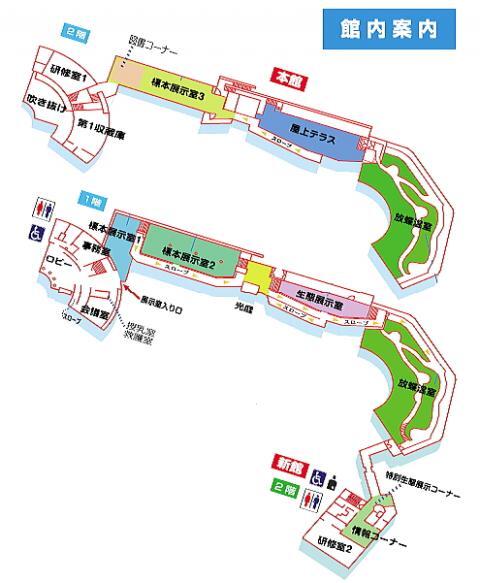 館内案内
2階
図書コーナー
研修室1
吹き抜け
第1収蔵庫
標本展示室3
本館
屋上テラス
スロープ
放蝶温室
1階
標本展示室1
事務室
ロビー
会議室
スロープ
標本展示室2
スロープ
展示室入り口
授乳室
救護室
光庭
生態展示室
スロープ
スロープ
放蝶温室
新館
2階
特別生態展示コーナー
情報コーナー
研修室2